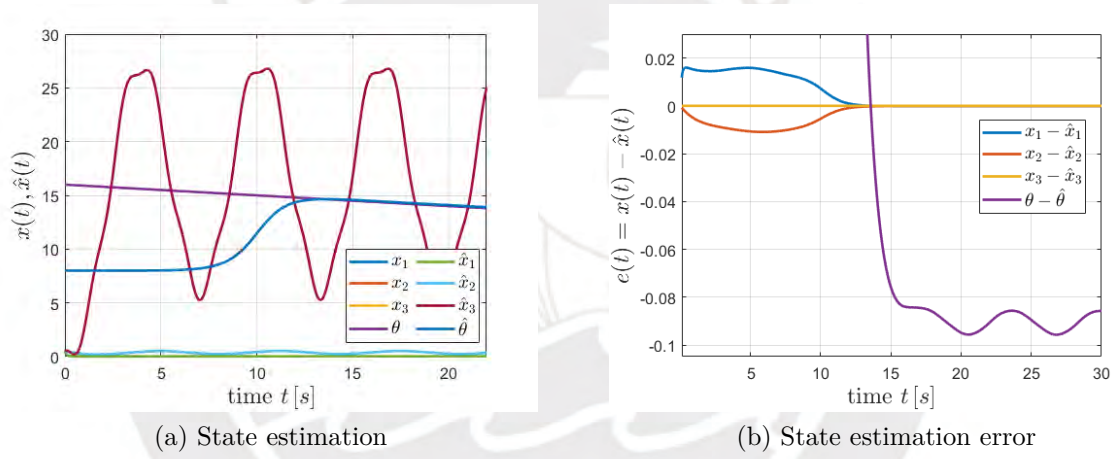 30
25
20
15
10
5
0
x(t), x̂(t)
x₁ x̂₁
x₂ x̂₂
x₃ x̂₃
θ θ̂
0 5 10 15 20
time t [s]
(a) State estimation
0.02
0
-0.02
-0.04
-0.06
-0.08
-0.1
e(t) = x(t) − x̂(t)
x₁ − x̂₁
x₂ − x̂₂
x₃ − x̂₃
θ − θ̂
5 10 15 20 25 30
time t [s]
(b) State estimation error